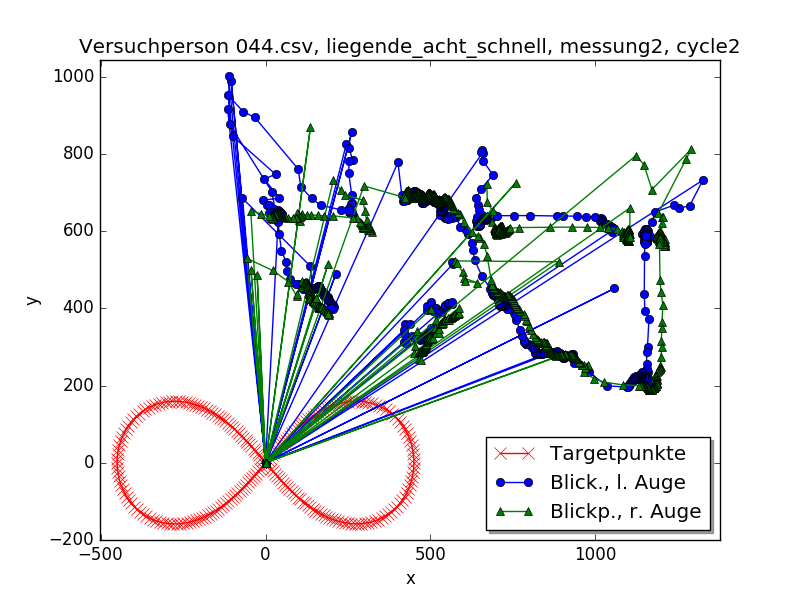 Versuchperson 044.csv, liegende_acht_schnell, messung2, cycle2
1000
800
600
400
200
0
−200
y
−500
0
500
1000
x
Targetpunkte
Blick., l. Auge
Blickp., r. Auge